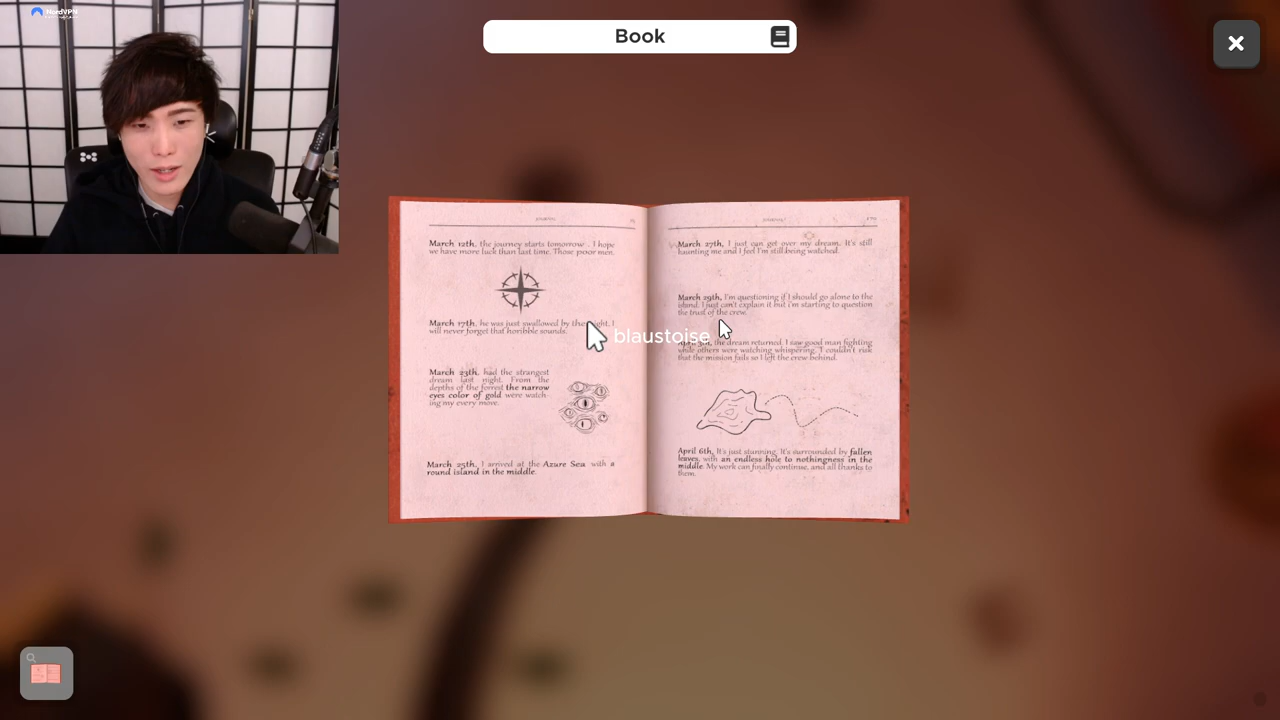 NordVPN
Book
March 12th, the journey starts tomorrow . I hope
we have more luck than last time. Those poor men.
March 17th, he was just swallowed by the night, I
will never forget that horibble sounds.
March 23th, had the strangest
dream last night. From the
depths of the forrest the narrow
eyes color of gold were watch-
ing my every move.
March 25th, I arrived at the Azure Sea with a
round island in the middle.
March 27th, I just can get over my dream. It's still
haunting me and I feel I'm still being watched.
March 29th, I'm questioning if I should go alone to the
island. I just can't explain it but i'm starting to question
the trust of the crew.
blaustoise
the dream returned. I saw good man fighting
while others were watching whispering. I couldn't risk
that the mission fails so I left the crew behind.
April 6th, It's just stunning. It's surrounded by fallen
leaves, with an endless hole to nothingness in the
middle. My work can finally continue, and all thanks to
them.